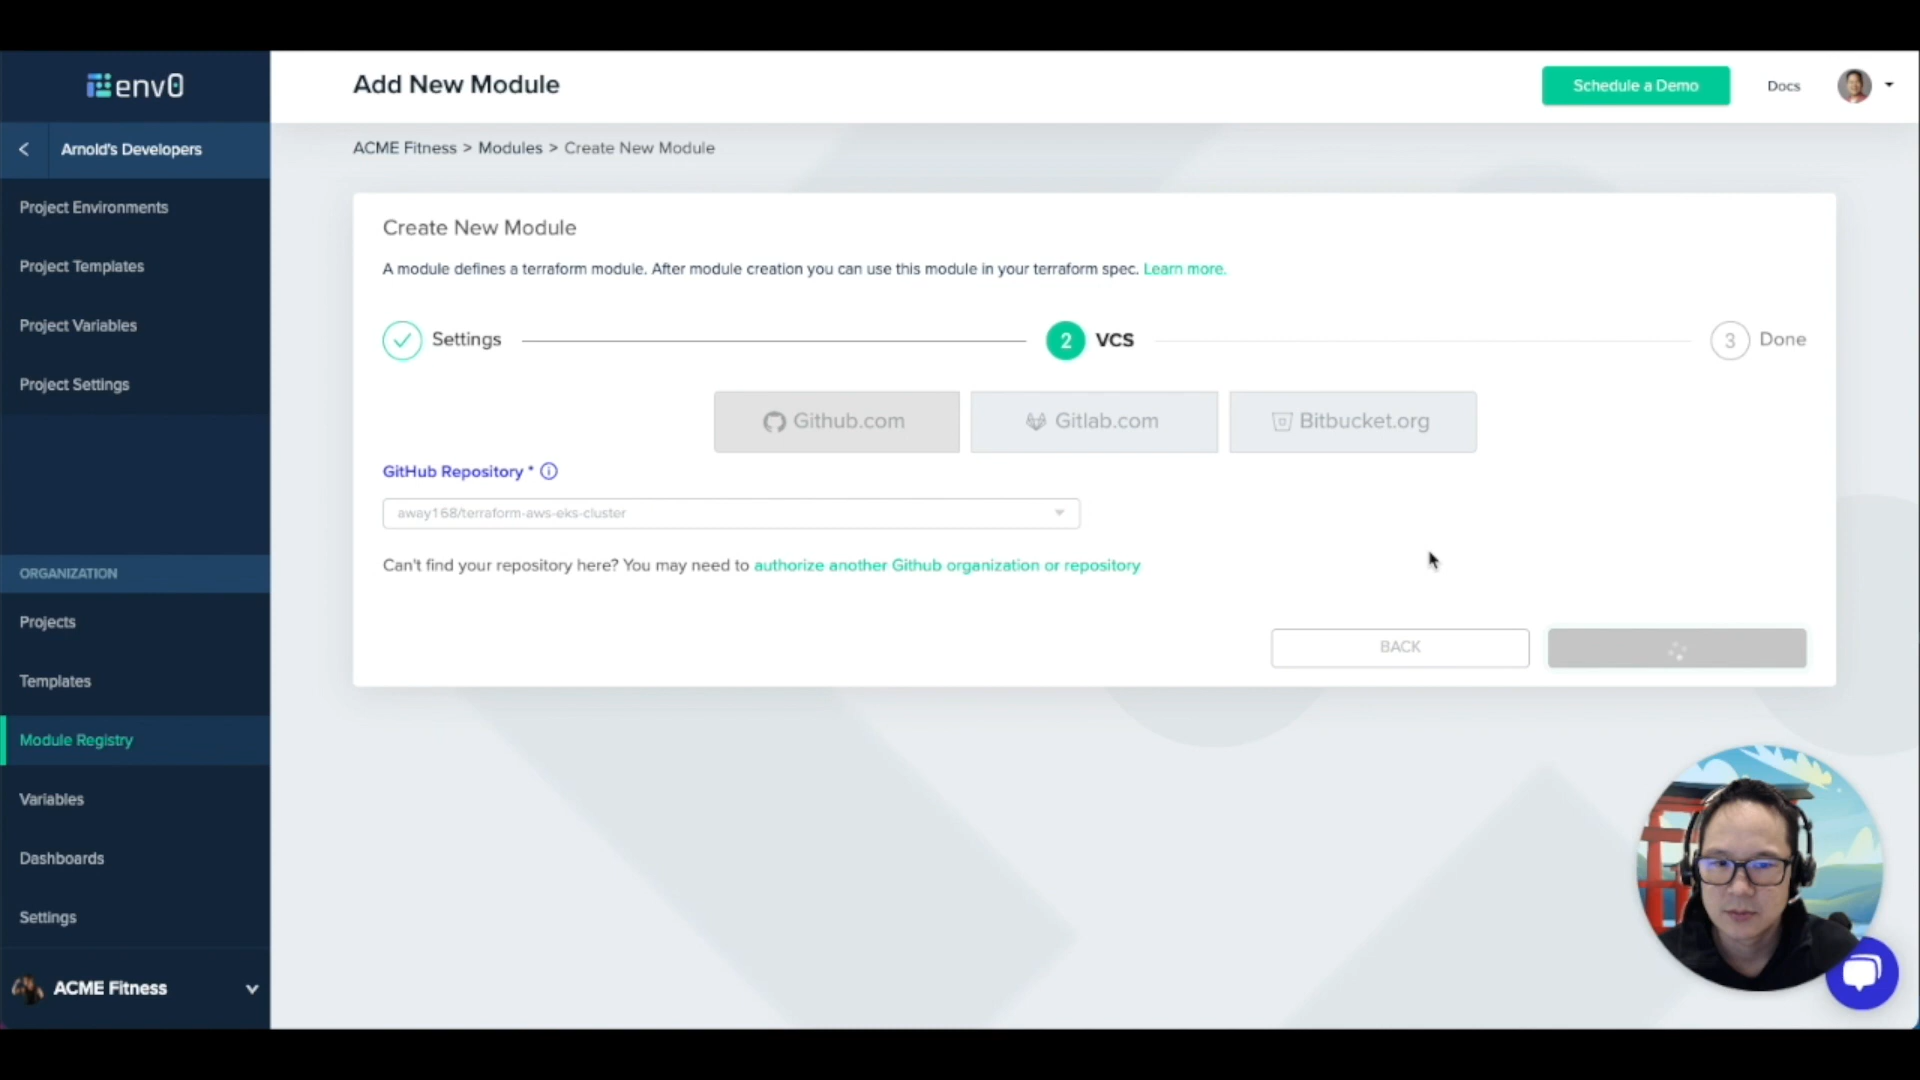 env0
Add New Module
Schedule a Demo
Docs
Arnold's Developers
ACME Fitness > Modules > Create New Module
Project Environments
Project Templates
Project Variables
Project Settings
Create New Module
A module defines a terraform module. After module creation you can use this module in your terraform spec. Learn more.
Settings
2 VCS
3 Done
Github.com
Gitlab.com
Bitbucket.org
GitHub Repository *
away168/terraform-aws-eks-cluster
Can't find your repository here? You may need to authorize another Github organization or repository
BACK
ORGANIZATION
Projects
Templates
Module Registry
Variables
Dashboards
Settings
ACME Fitness